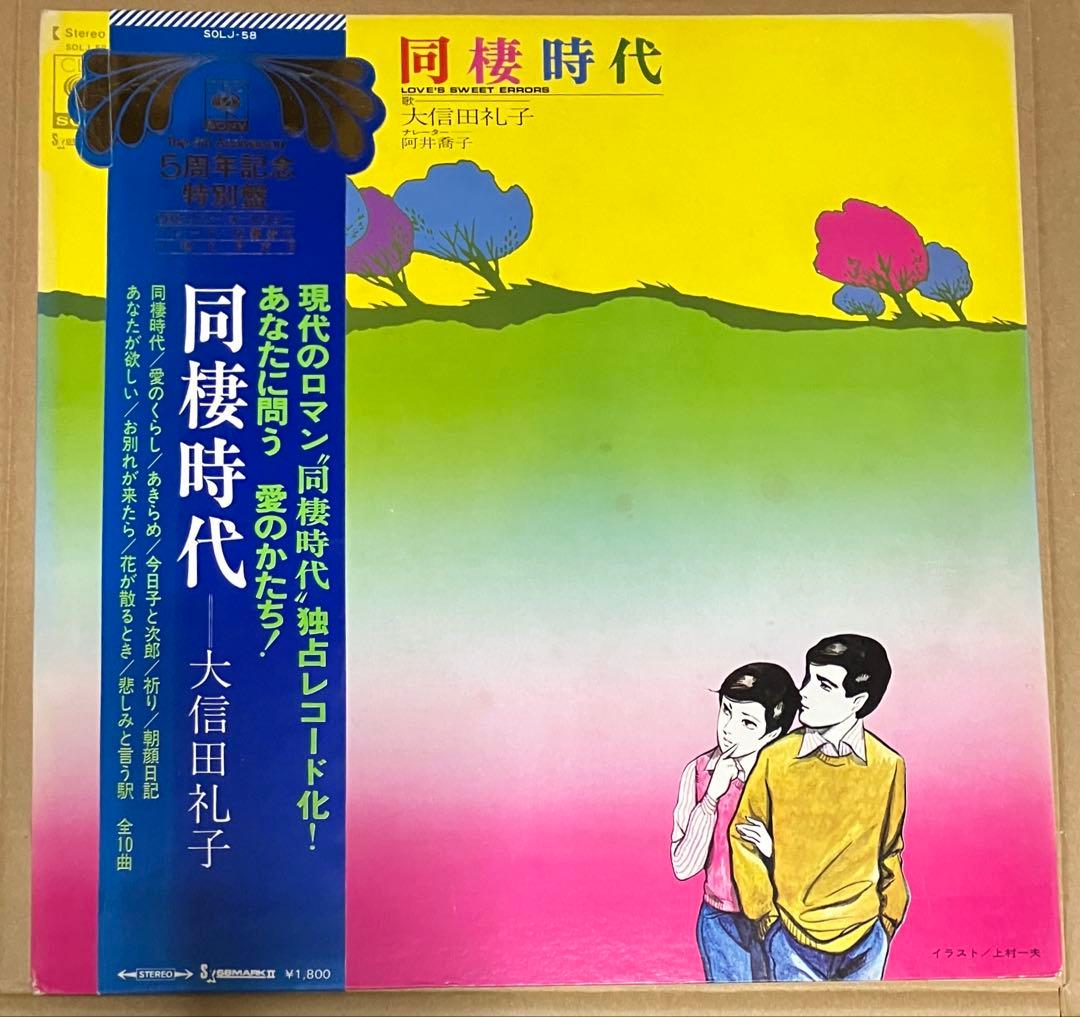 SOLJ-58
Stereo
SONY
5周年記念
特別盤
同棲時代
LOVE'S SWEET ERRORS
歌
大信田礼子
ナレーター
阿井喬子
現代のロマン“同棲時代”独占レコード化!
あなたに問う 愛のかたち!
同棲時代——大信田礼子
同棲時代/愛のくらし/あきらめ/今日子と次郎/祈り/朝顔日記
あなたが欲しい/お別れが来たら/花が散るとき/悲しみと言う駅 全10曲
STEREO
¥1,800
イラスト/上村一夫